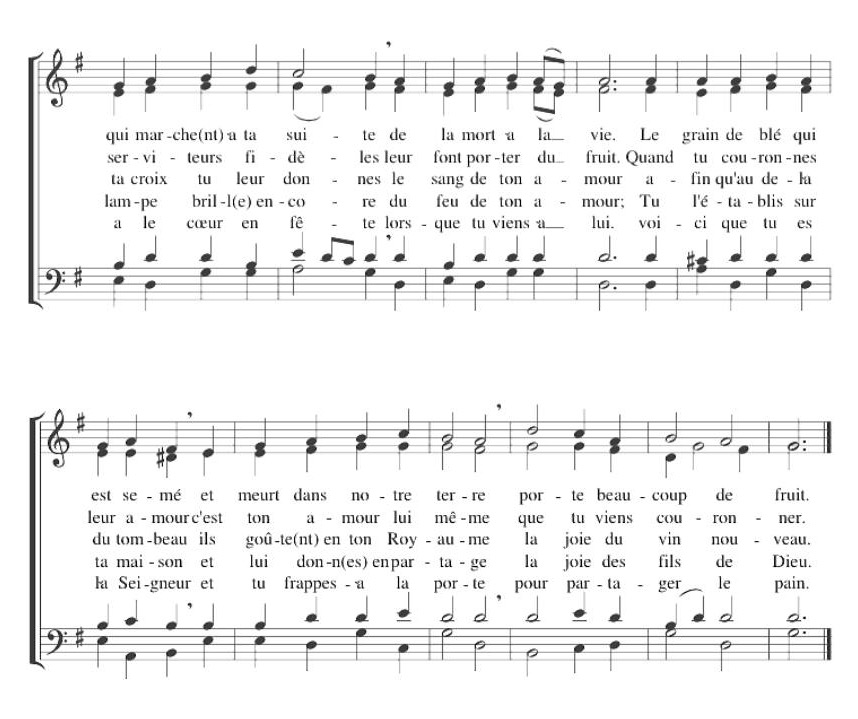 qui mar-che(nt) a ta sui - te de la mort a la_ vie. Le grain de blé qui
ser - vi - teurs fi - dè - les leur font por - ter du_ fruit. Quand tu cou - ron - nes
ta croix tu leur don - nes le sang de ton a - mour a - fin qu'au de - la
lam - pe bril - l(e) en - co - re du feu de ton a - mour; Tu l'é - ta - blis sur
a le cœur en fê - te lors - que tu viens a_ lui. voi - ci que tu es
est se - mé et meurt dans no - tre ter - re por - te beau - coup de fruit.
leur a - mour c'est ton a - mour lui mê - me que tu viens cou - ron - ner.
du tom - beau ils goû - te(nt) en ton Roy - au - me la joie du vin nou - veau.
ta mai - son et lui don - n(es) en par - ta - ge la joie des fils de Dieu.
la Sei - gneur et tu frappes - a la por - te pour par - ta - ger le pain.